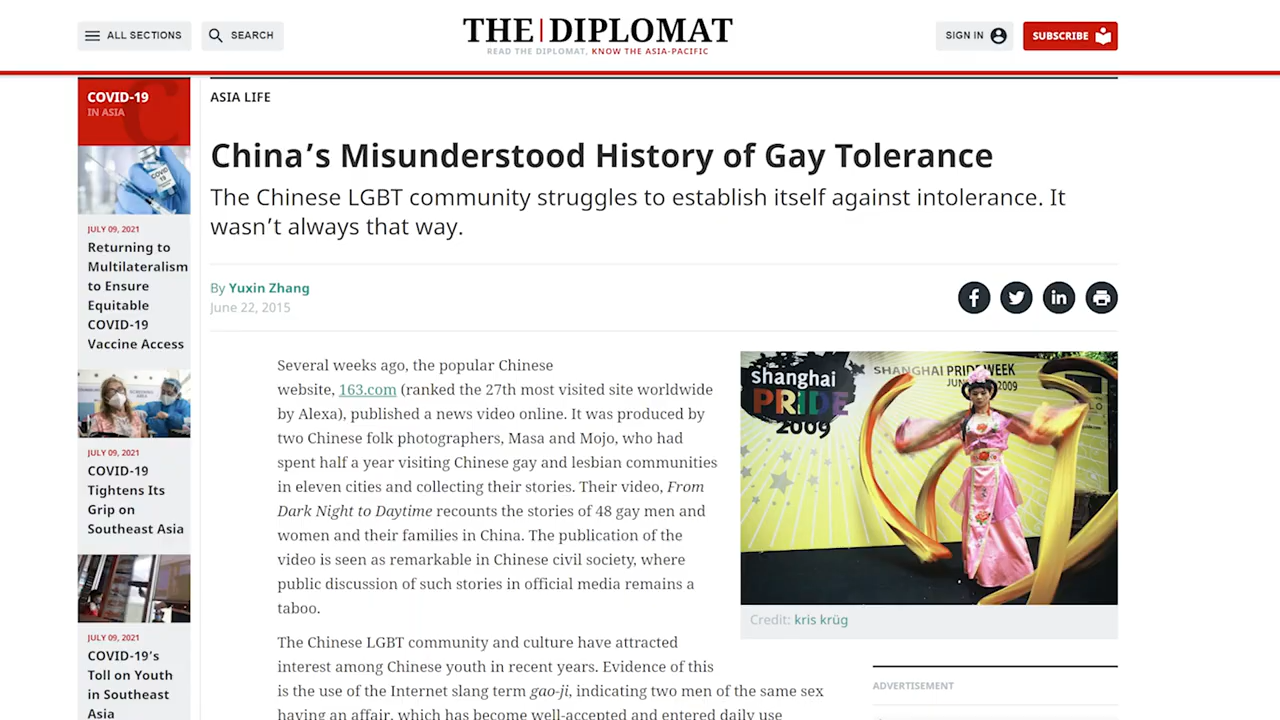 ALL SECTIONS
SEARCH
THE|DIPLOMAT
READ THE DIPLOMAT, KNOW THE ASIA-PACIFIC
SIGN IN
SUBSCRIBE
COVID-19
IN ASIA
JULY 09, 2021
Returning to
Multilateralism
to Ensure
Equitable
COVID-19
Vaccine Access
JULY 09, 2021
COVID-19
Tightens Its
Grip on
Southeast Asia
JULY 09, 2021
COVID-19’s
Toll on Youth
in Southeast
Asia
ASIA LIFE
China’s Misunderstood History of Gay Tolerance
The Chinese LGBT community struggles to establish itself against intolerance. It
wasn’t always that way.
By Yuxin Zhang
June 22, 2015
Several weeks ago, the popular Chinese
website, 163.com (ranked the 27th most visited site worldwide
by Alexa), published a news video online. It was produced by
two Chinese folk photographers, Masa and Mojo, who had
spent half a year visiting Chinese gay and lesbian communities
in eleven cities and collecting their stories. Their video, From
Dark Night to Daytime recounts the stories of 48 gay men and
women and their families in China. The publication of the
video is seen as remarkable in Chinese civil society, where
public discussion of such stories in official media remains a
taboo.
The Chinese LGBT community and culture have attracted
interest among Chinese youth in recent years. Evidence of this
is the use of the Internet slang term gao-ji, indicating two men of the same sex
having an affair, which has become well-accepted and entered daily use
shanghai
PRIDE
2009
SHANGHAI PRIDE WEEK
2009
Credit: kris krüg
ADVERTISEMENT